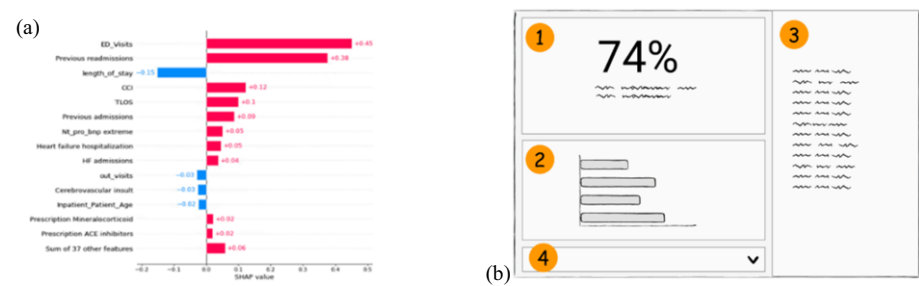 (a)
ED_Visits +0.45
Previous readmissions +0.38
length_of_stay −0.15
CCI +0.12
TLOS +0.1
Previous admissions +0.09
Nt_pro_bnp extreme +0.05
Heart failure hospitalization +0.05
HF admissions +0.04
out_visits −0.03
Cerebrovascular insult −0.03
Inpatient_Patient_Age −0.02
Prescription Mineralocorticoid +0.02
Prescription ACE inhibitors +0.02
Sum of 37 other features +0.06
−0.2 −0.1 0.0 0.1 0.2 0.3 0.4 0.5
SHAP value
(b)
1
74%
2
3
4